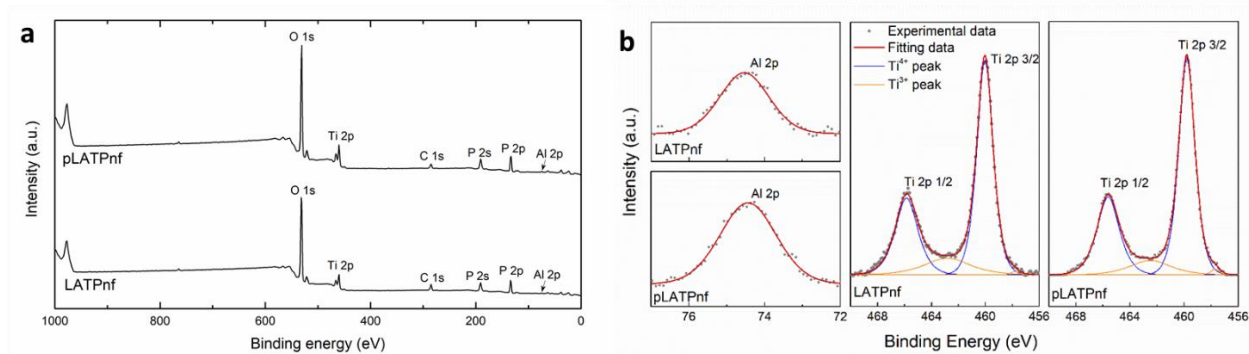 a
O 1s
Ti 2p
C 1s
P 2s
P 2p
Al 2p
pLATPnf
O 1s
Ti 2p
C 1s
P 2s
P 2p
Al 2p
LATPnf
Intensity (a.u.)
1000 800 600 400 200 0
Binding energy (eV)
b
Intensity (a.u.)
Al 2p
LATPnf
Al 2p
pLATPnf
76 74 72
Experimental data
Fitting data
Ti⁴⁺ peak
Ti³⁺ peak
Ti 2p 3/2
Ti 2p 1/2
LATPnf
468 464 460 456
Ti 2p 3/2
Ti 2p 1/2
pLATPnf
468 464 460 456
Binding Energy (eV)